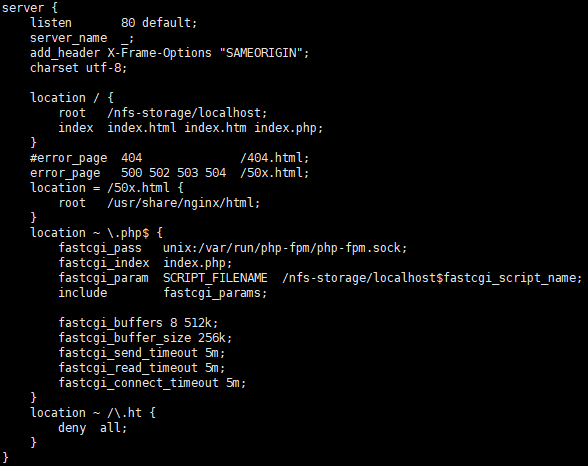 server {
    listen       80 default;
    server_name  _;
    add_header X-Frame-Options "SAMEORIGIN";
    charset utf-8;

    location / {
        root   /nfs-storage/localhost;
        index  index.html index.htm index.php;
    }
    #error_page  404              /404.html;
    error_page   500 502 503 504  /50x.html;
    location = /50x.html {
        root   /usr/share/nginx/html;
    }
    location ~ \.php$ {
        fastcgi_pass   unix:/var/run/php-fpm/php-fpm.sock;
        fastcgi_index  index.php;
        fastcgi_param  SCRIPT_FILENAME  /nfs-storage/localhost$fastcgi_script_name;
        include        fastcgi_params;

        fastcgi_buffers 8 512k;
        fastcgi_buffer_size 256k;
        fastcgi_send_timeout 5m;
        fastcgi_read_timeout 5m;
        fastcgi_connect_timeout 5m;
    }
    location ~ /\.ht {
        deny  all;
    }
}